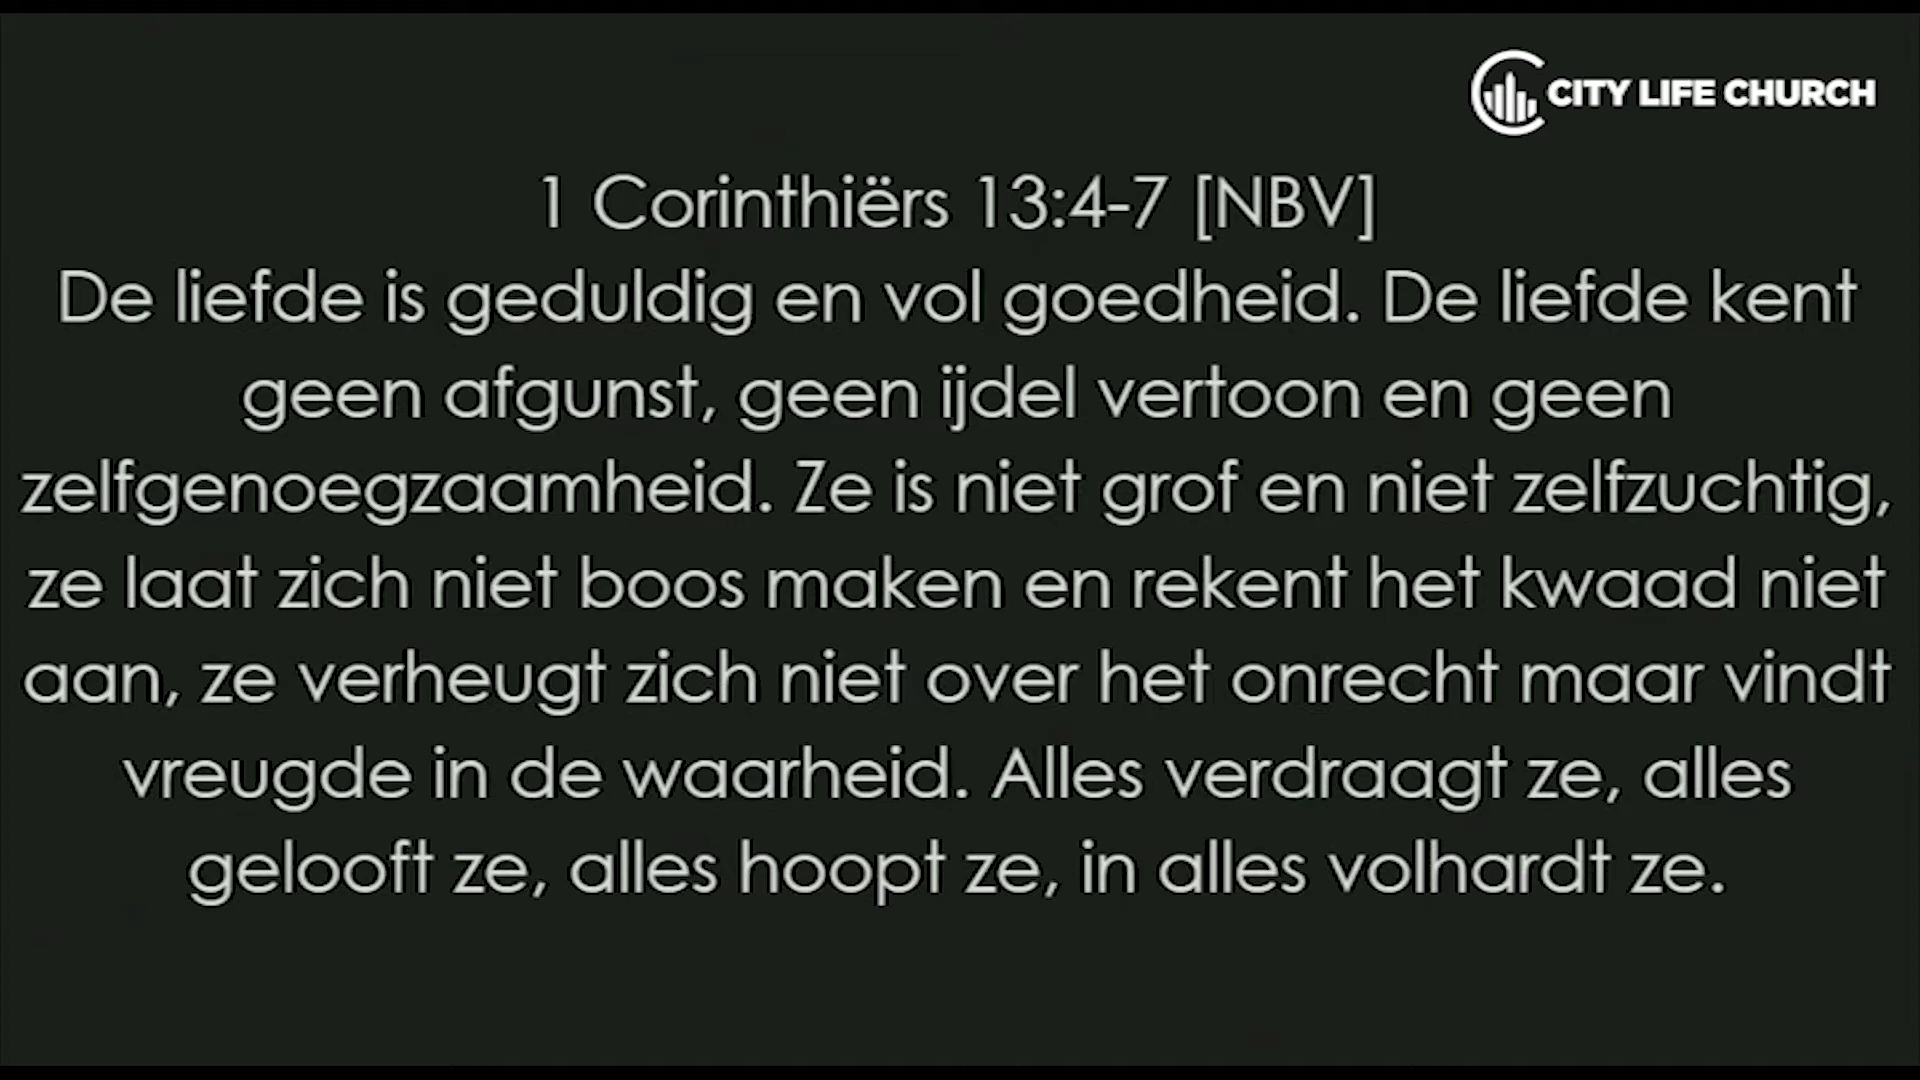 CITY LIFE CHURCH
1 Corinthiërs 13:4-7 [NBV]
De liefde is geduldig en vol goedheid. De liefde kent
geen afgunst, geen ijdel vertoon en geen
zelfgenoegzaamheid. Ze is niet grof en niet zelfzuchtig,
ze laat zich niet boos maken en rekent het kwaad niet
aan, ze verheugt zich niet over het onrecht maar vindt
vreugde in de waarheid. Alles verdraagt ze, alles
gelooft ze, alles hoopt ze, in alles volhardt ze.